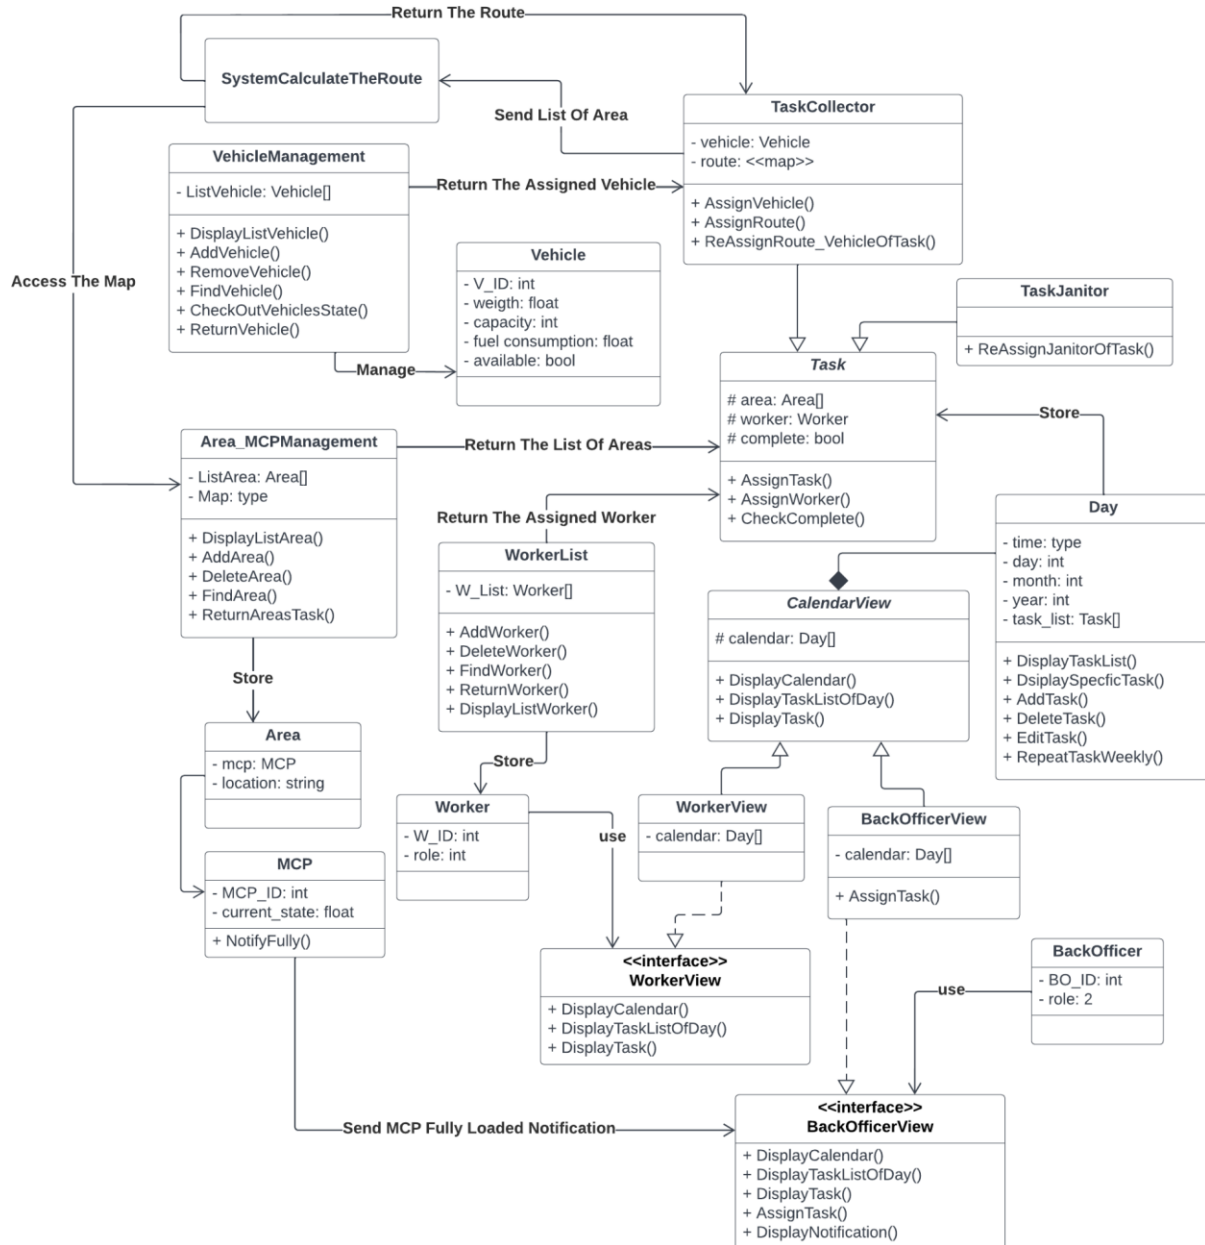 Return The Route
SystemCalculateTheRoute
Send List Of Area
TaskCollector
- vehicle: Vehicle
- route: <<map>>
+ AssignVehicle()
+ AssignRoute()
+ ReAssignRoute_VehicleOfTask()
VehicleManagement
- ListVehicle: Vehicle[]
+ DisplayListVehicle()
+ AddVehicle()
+ RemoveVehicle()
+ FindVehicle()
+ CheckOutVehiclesState()
+ ReturnVehicle()
Return The Assigned Vehicle
Access The Map
Vehicle
- V_ID: int
- weigth: float
- capacity: int
- fuel consumption: float
- available: bool
Manage
TaskJanitor
+ ReAssignJanitorOfTask()
Task
# area: Area[]
# worker: Worker
# complete: bool
+ AssignTask()
+ AssignWorker()
+ CheckComplete()
Store
Area_MCPManagement
- ListArea: Area[]
- Map: type
+ DisplayListArea()
+ AddArea()
+ DeleteArea()
+ FindArea()
+ ReturnAreasTask()
Return The List Of Areas
Return The Assigned Worker
WorkerList
- W_List: Worker[]
+ AddWorker()
+ DeleteWorker()
+ FindWorker()
+ ReturnWorker()
+ DisplayListWorker()
Day
- time: type
- day: int
- month: int
- year: int
- task_list: Task[]
+ DisplayTaskList()
+ DsiplaySpecficTask()
+ AddTask()
+ DeleteTask()
+ EditTask()
+ RepeatTaskWeekly()
CalendarView
# calendar: Day[]
+ DisplayCalendar()
+ DisplayTaskListOfDay()
+ DisplayTask()
Store
Area
- mcp: MCP
- location: string
Store
Worker
- W_ID: int
- role: int
use
WorkerView
- calendar: Day[]
BackOfficerView
- calendar: Day[]
+ AssignTask()
MCP
- MCP_ID: int
- current_state: float
+ NotifyFully()
<<interface>>
WorkerView
+ DisplayCalendar()
+ DisplayTaskListOfDay()
+ DisplayTask()
BackOfficer
- BO_ID: int
- role: 2
use
Send MCP Fully Loaded Notification
<<interface>>
BackOfficerView
+ DisplayCalendar()
+ DisplayTaskListOfDay()
+ DisplayTask()
+ AssignTask()
+ DisplayNotification()